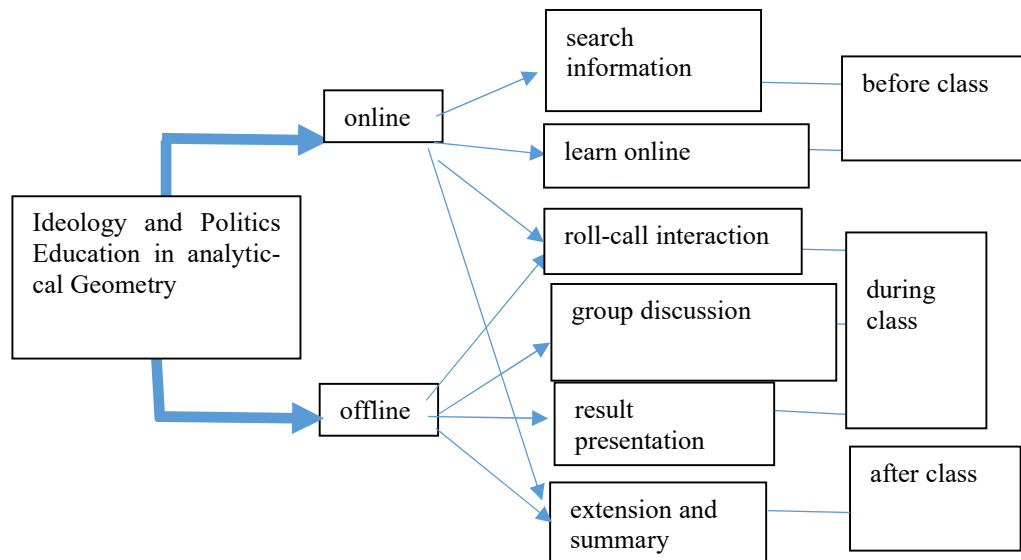 search
information
before class
online
learn online
Ideology and Politics
Education in analytic-
cal Geometry
roll-call interaction
during
class
group discussion
offline
result
presentation
after class
extension and
summary